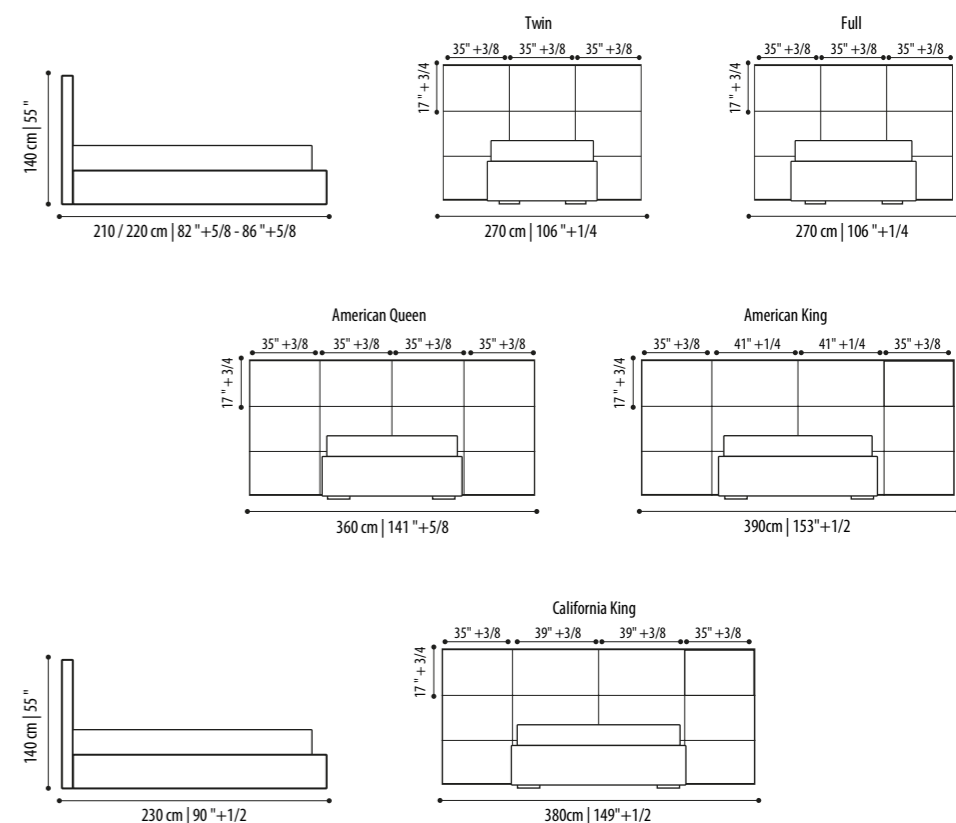 Twin
35" +3/8 35" +3/8 35" +3/8
17 "+ 3/4
270 cm | 106 "+1/4
Full
35" +3/8 35" +3/8 35" +3/8
17 "+ 3/4
270 cm | 106 "+1/4
140 cm | 55 "
210 / 220 cm | 82 "+5/8 - 86 "+5/8
American Queen
35" +3/8 35" +3/8 35" +3/8 35" +3/8
17 "+ 3/4
360 cm | 141 "+5/8
American King
35" +3/8 41" +1/4 41" +1/4 35" +3/8
17 "+ 3/4
390cm | 153"+1/2
California King
35" +3/8 39" +3/8 39" +3/8 35" +3/8
17 "+ 3/4
380cm | 149"+1/2
140 cm | 55 "
230 cm | 90 "+1/2